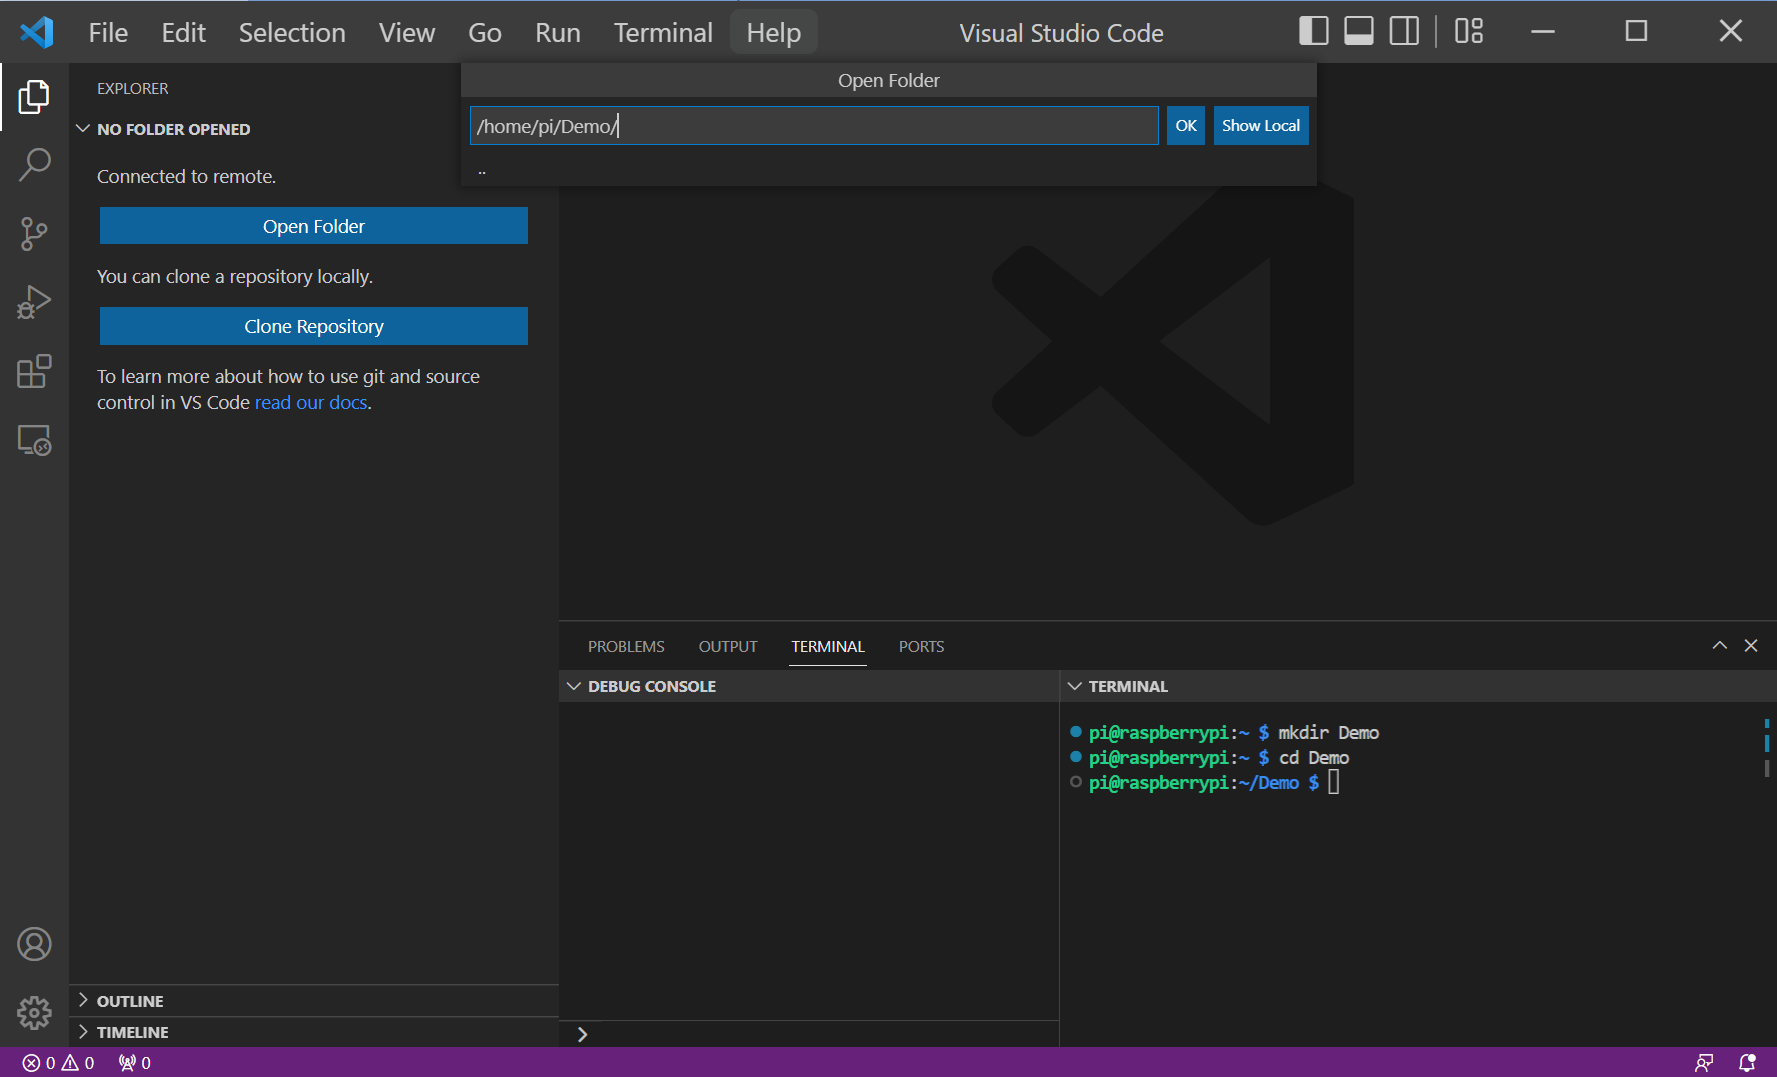 File Edit Selection View Go Run Terminal Help Visual Studio Code
Open Folder
/home/pi/Demo/ OK Show Local
..
EXPLORER
NO FOLDER OPENED
Connected to remote.
Open Folder
You can clone a repository locally.
Clone Repository
To learn more about how to use git and source
control in VS Code read our docs.
OUTLINE
TIMELINE
PROBLEMS OUTPUT TERMINAL PORTS
DEBUG CONSOLE
TERMINAL
pi@raspberrypi:~ $ mkdir Demo
pi@raspberrypi:~ $ cd Demo
pi@raspberrypi:~/Demo $
0 0 0